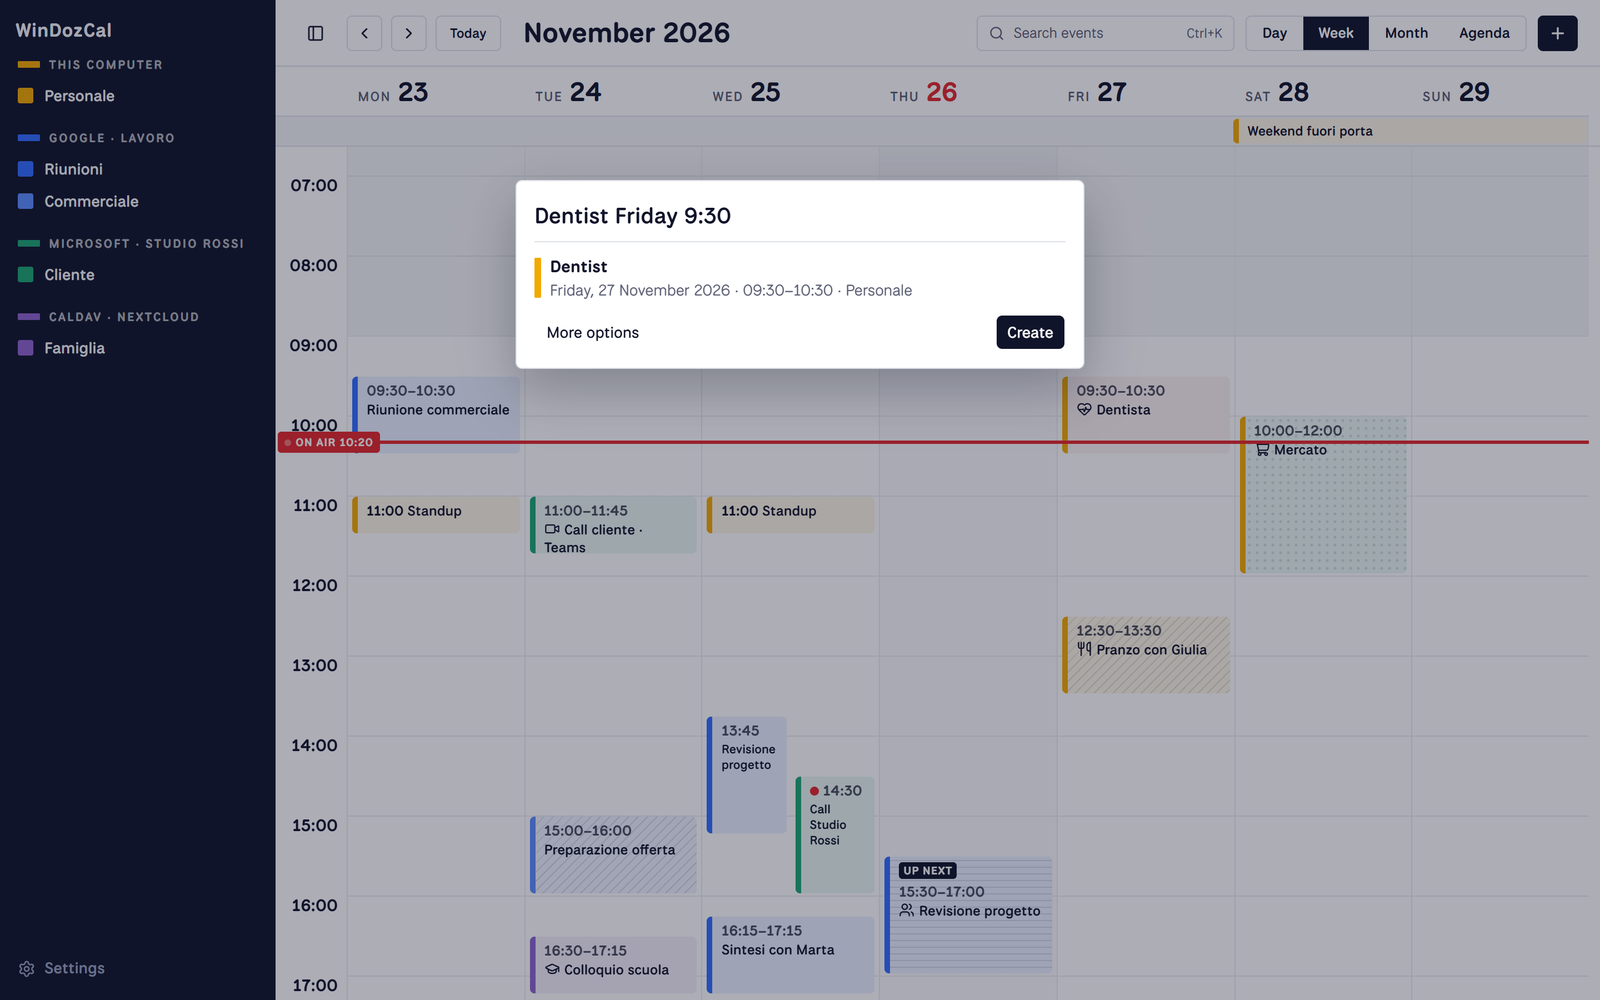 WinDozCal
THIS COMPUTER
Personale
GOOGLE · LAVORO
Riunioni
Commerciale
MICROSOFT · STUDIO ROSSI
Cliente
CALDAV · NEXTCLOUD
Famiglia
Settings
Today
November 2026
Search events
Ctrl+K
Day
Week
Month
Agenda
MON 23
TUE 24
WED 25
THU 26
FRI 27
SAT 28
SUN 29
Weekend fuori porta
Dentist Friday 9:30
Dentist
Friday, 27 November 2026 · 09:30–10:30 · Personale
More options
Create
07:00
08:00
09:00
10:00
ON AIR 10:20
11:00
12:00
13:00
14:00
15:00
16:00
17:00
09:30–10:30
Riunione commerciale
11:00 Standup
11:00–11:45
Call cliente ·
Teams
15:00–16:00
Preparazione offerta
16:30–17:15
Colloquio scuola
11:00 Standup
13:45
Revisione
progetto
14:30
Call
Studio
Rossi
16:15–17:15
Sintesi con Marta
UP NEXT
15:30–17:00
Revisione progetto
09:30–10:30
Dentista
12:30–13:30
Pranzo con Giulia
10:00–12:00
Mercato